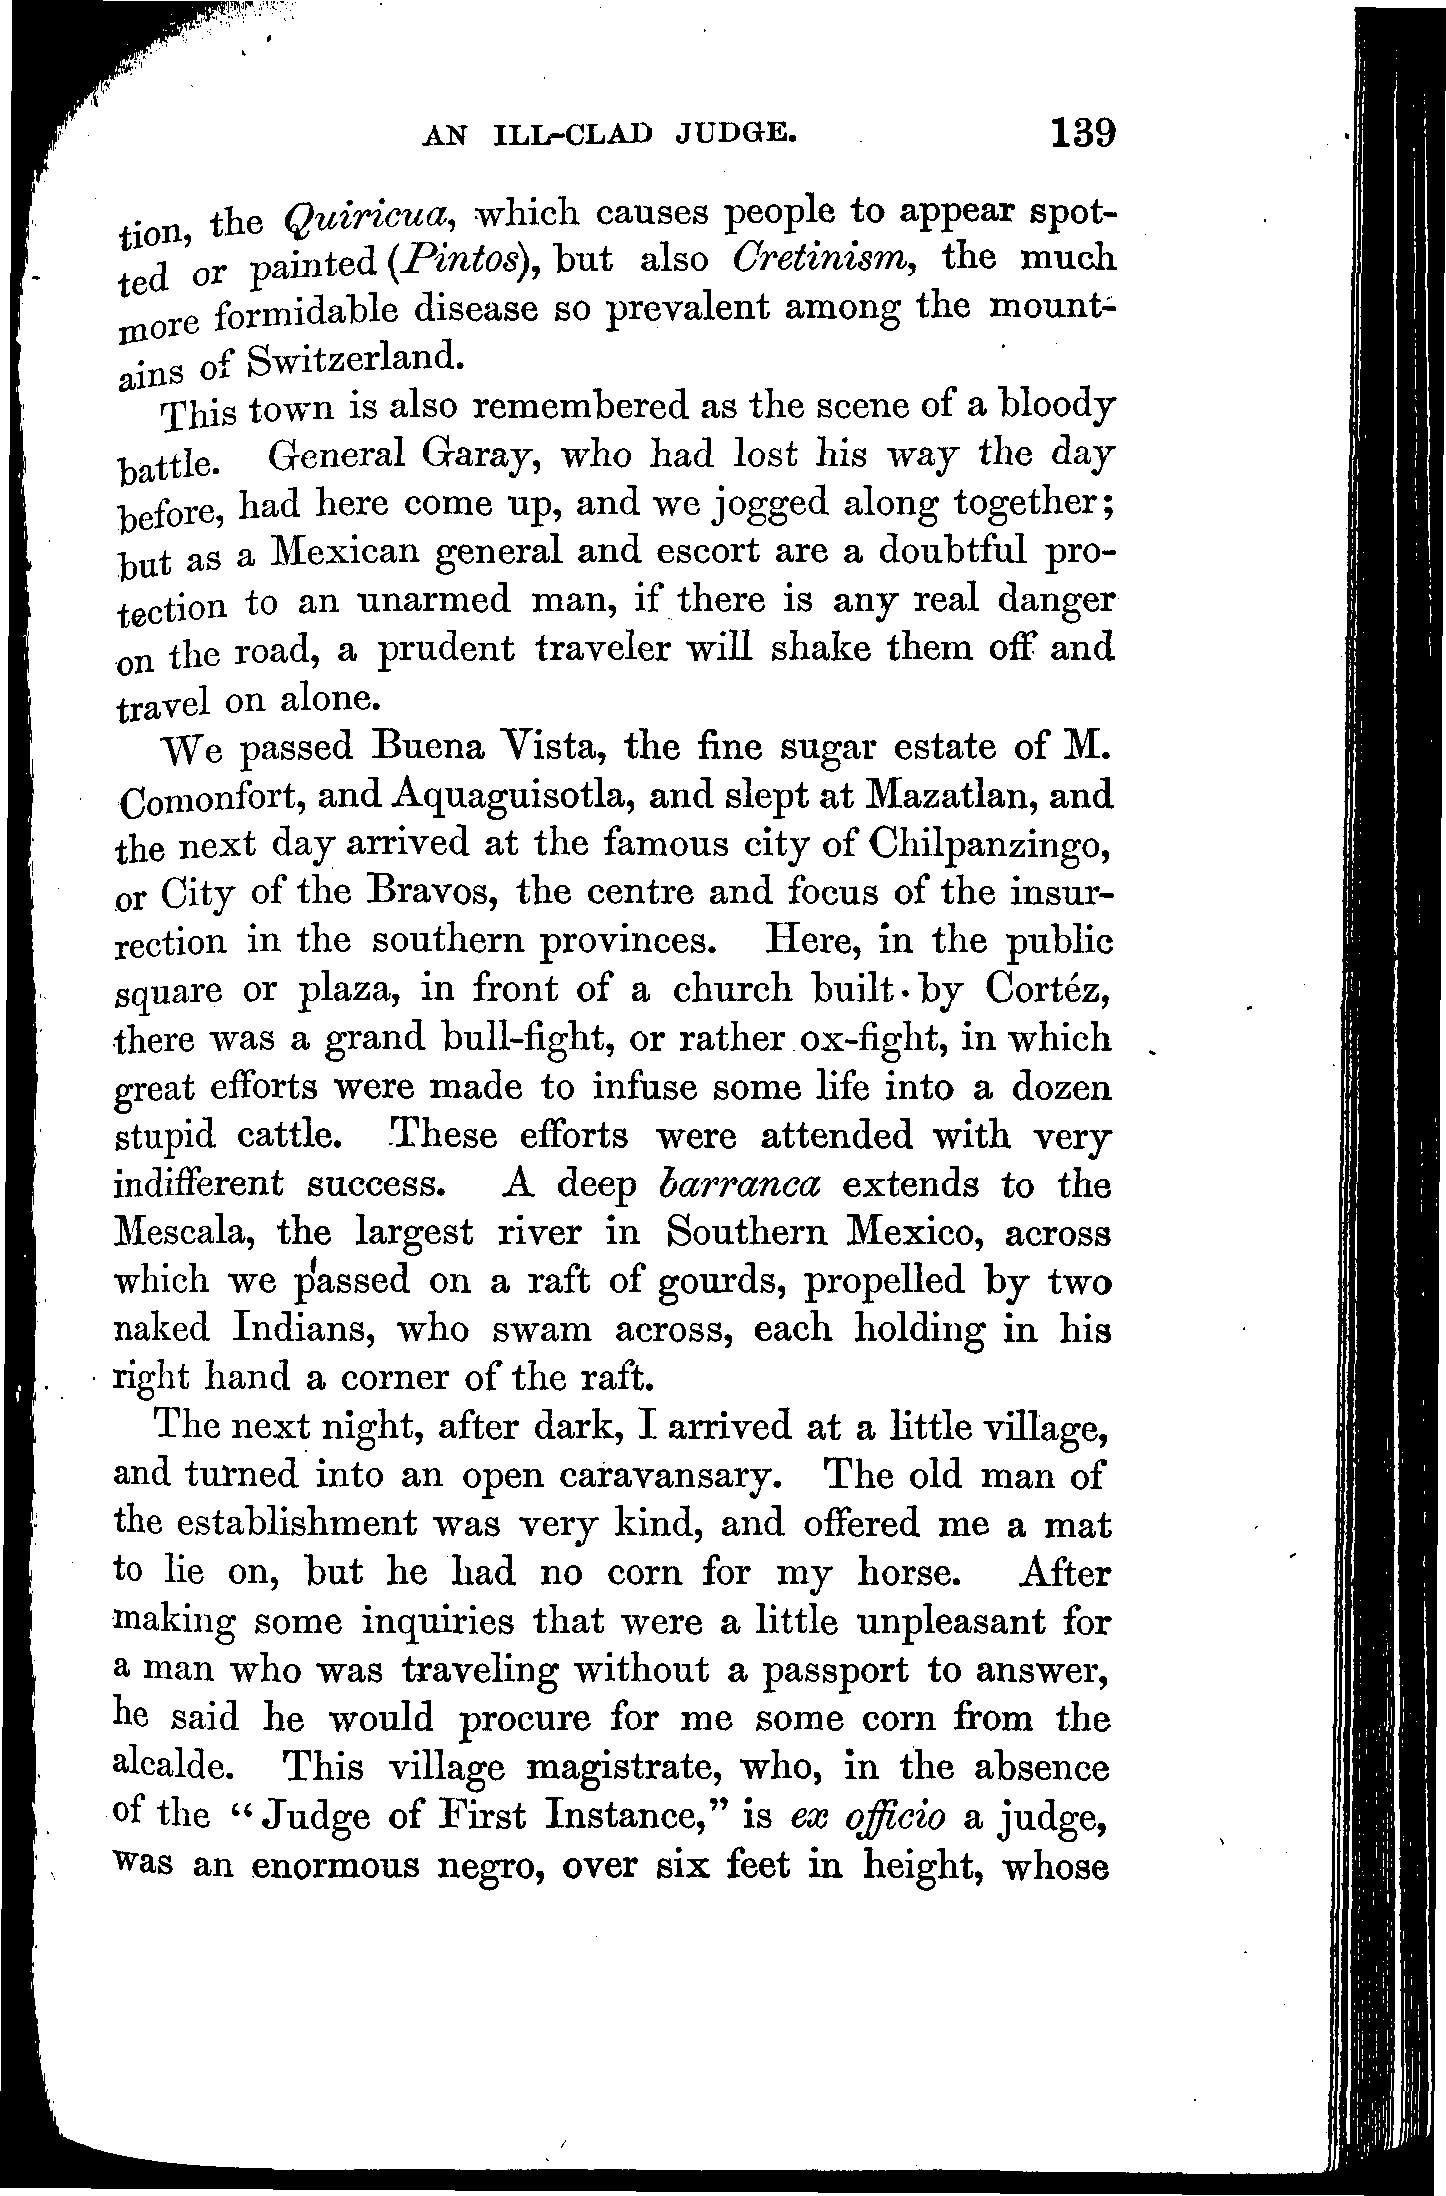 AN ILL-CLAD JUDGE. 139
tion, the Quiricua, which causes people to appear spot-
ted or painted (Pintos), but also Cretinism, the much
more formidable disease so prevalent among the mount-
ains of Switzerland.
This town is also remembered as the scene of a bloody
battle. General Garay, who had lost his way the day
before, had here come up, and we jogged along together;
but as a Mexican general and escort are a doubtful pro-
tection to an unarmed man, if there is any real danger
on the road, a prudent traveler will shake them off and
travel on alone.
We passed Buena Vista, the fine sugar estate of M.
Comonfort, and Aquaguisotla, and slept at Mazatlan, and
the next day arrived at the famous city of Chilpanzingo,
or City of the Bravos, the centre and focus of the insur-
rection in the southern provinces. Here, in the public
square or plaza, in front of a church built by Cortéz,
there was a grand bull-fight, or rather ox-fight, in which
great efforts were made to infuse some life into a dozen
stupid cattle. These efforts were attended with very
indifferent success. A deep barranca extends to the
Mescala, the largest river in Southern Mexico, across
which we passed on a raft of gourds, propelled by two
naked Indians, who swam across, each holding in his
right hand a corner of the raft.
The next night, after dark, I arrived at a little village,
and turned into an open caravansary. The old man of
the establishment was very kind, and offered me a mat
to lie on, but he had no corn for my horse. After
making some inquiries that were a little unpleasant for
a man who was traveling without a passport to answer,
he said he would procure for me some corn from the
alcalde. This village magistrate, who, in the absence
of the “Judge of First Instance,” is ex officio a judge,
was an enormous negro, over six feet in height, whose